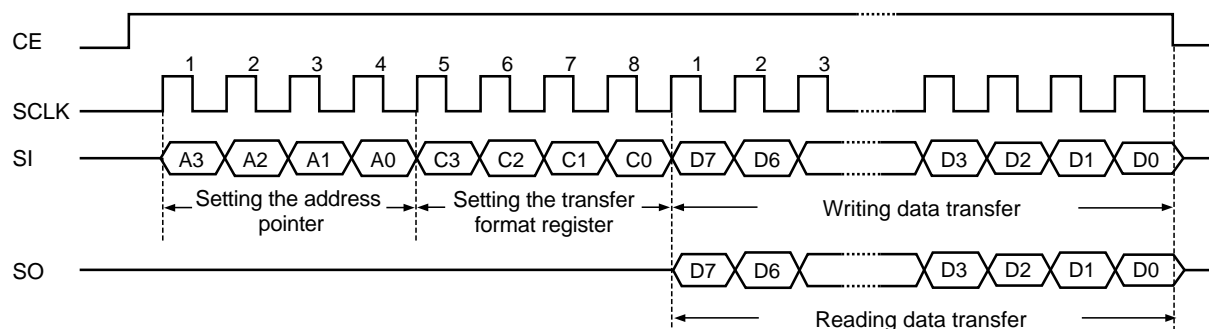 CE
1 2 3 4 5 6 7 8 1 2 3
SCLK
SI A3 A2 A1 A0 C3 C2 C1 C0 D7 D6 D3 D2 D1 D0
Setting the address pointer
Setting the transfer format register
Writing data transfer
SO D7 D6 D3 D2 D1 D0
Reading data transfer